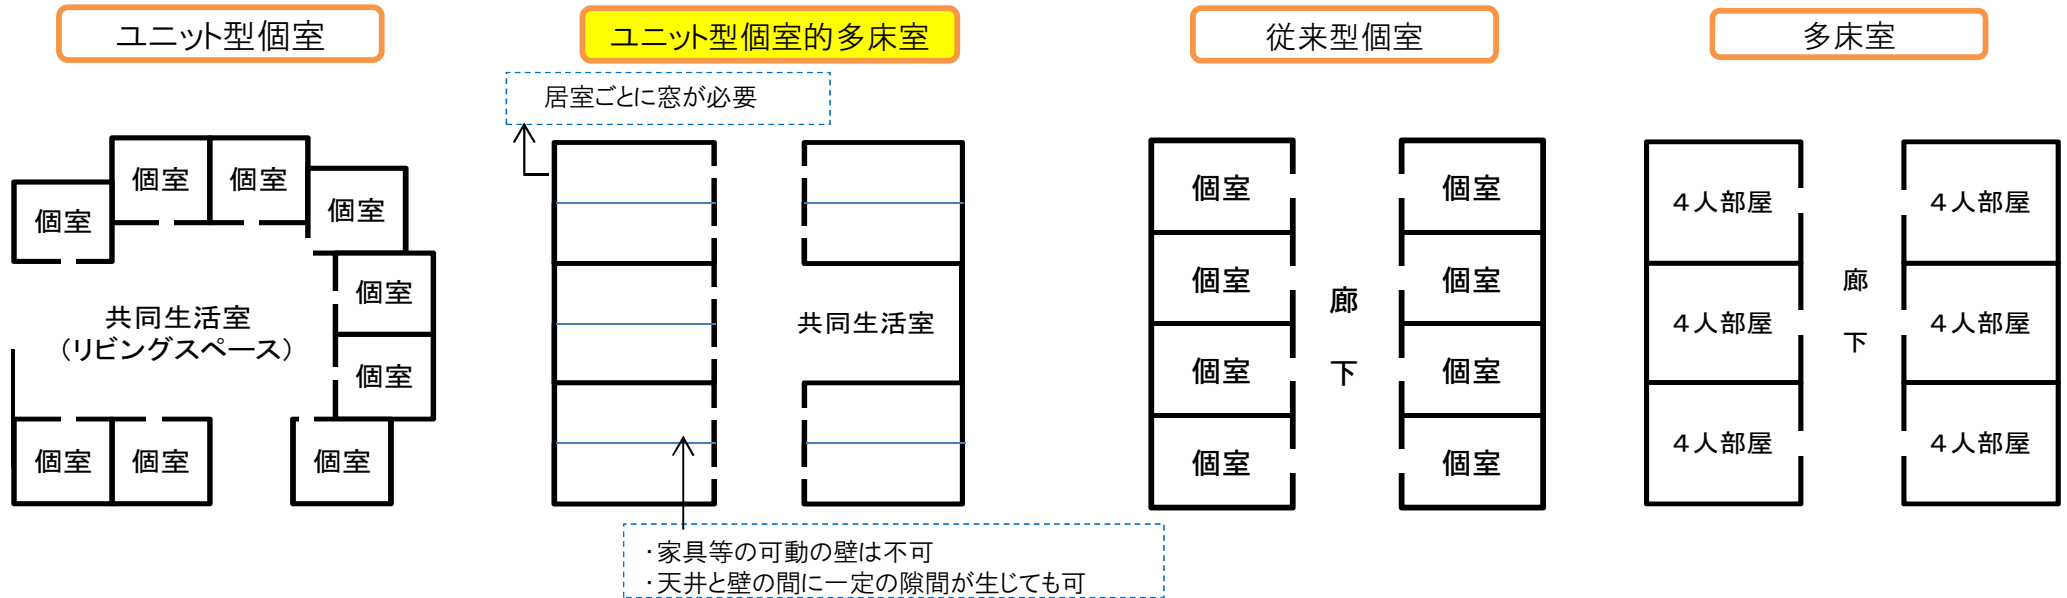 ユニット型個室
ユニット型個室的多床室
従来型個室
多床室
居室ごとに窓が必要
個室
個室
個室
個室
個室
個室
個室
個室
個室
共同生活室
（リビングスペース）
共同生活室
・家具等の可動の壁は不可
・天井と壁の間に一定の隙間が生じても可
個室
個室
個室
個室
廊
下
個室
個室
個室
個室
４人部屋
４人部屋
４人部屋
廊
下
４人部屋
４人部屋
４人部屋